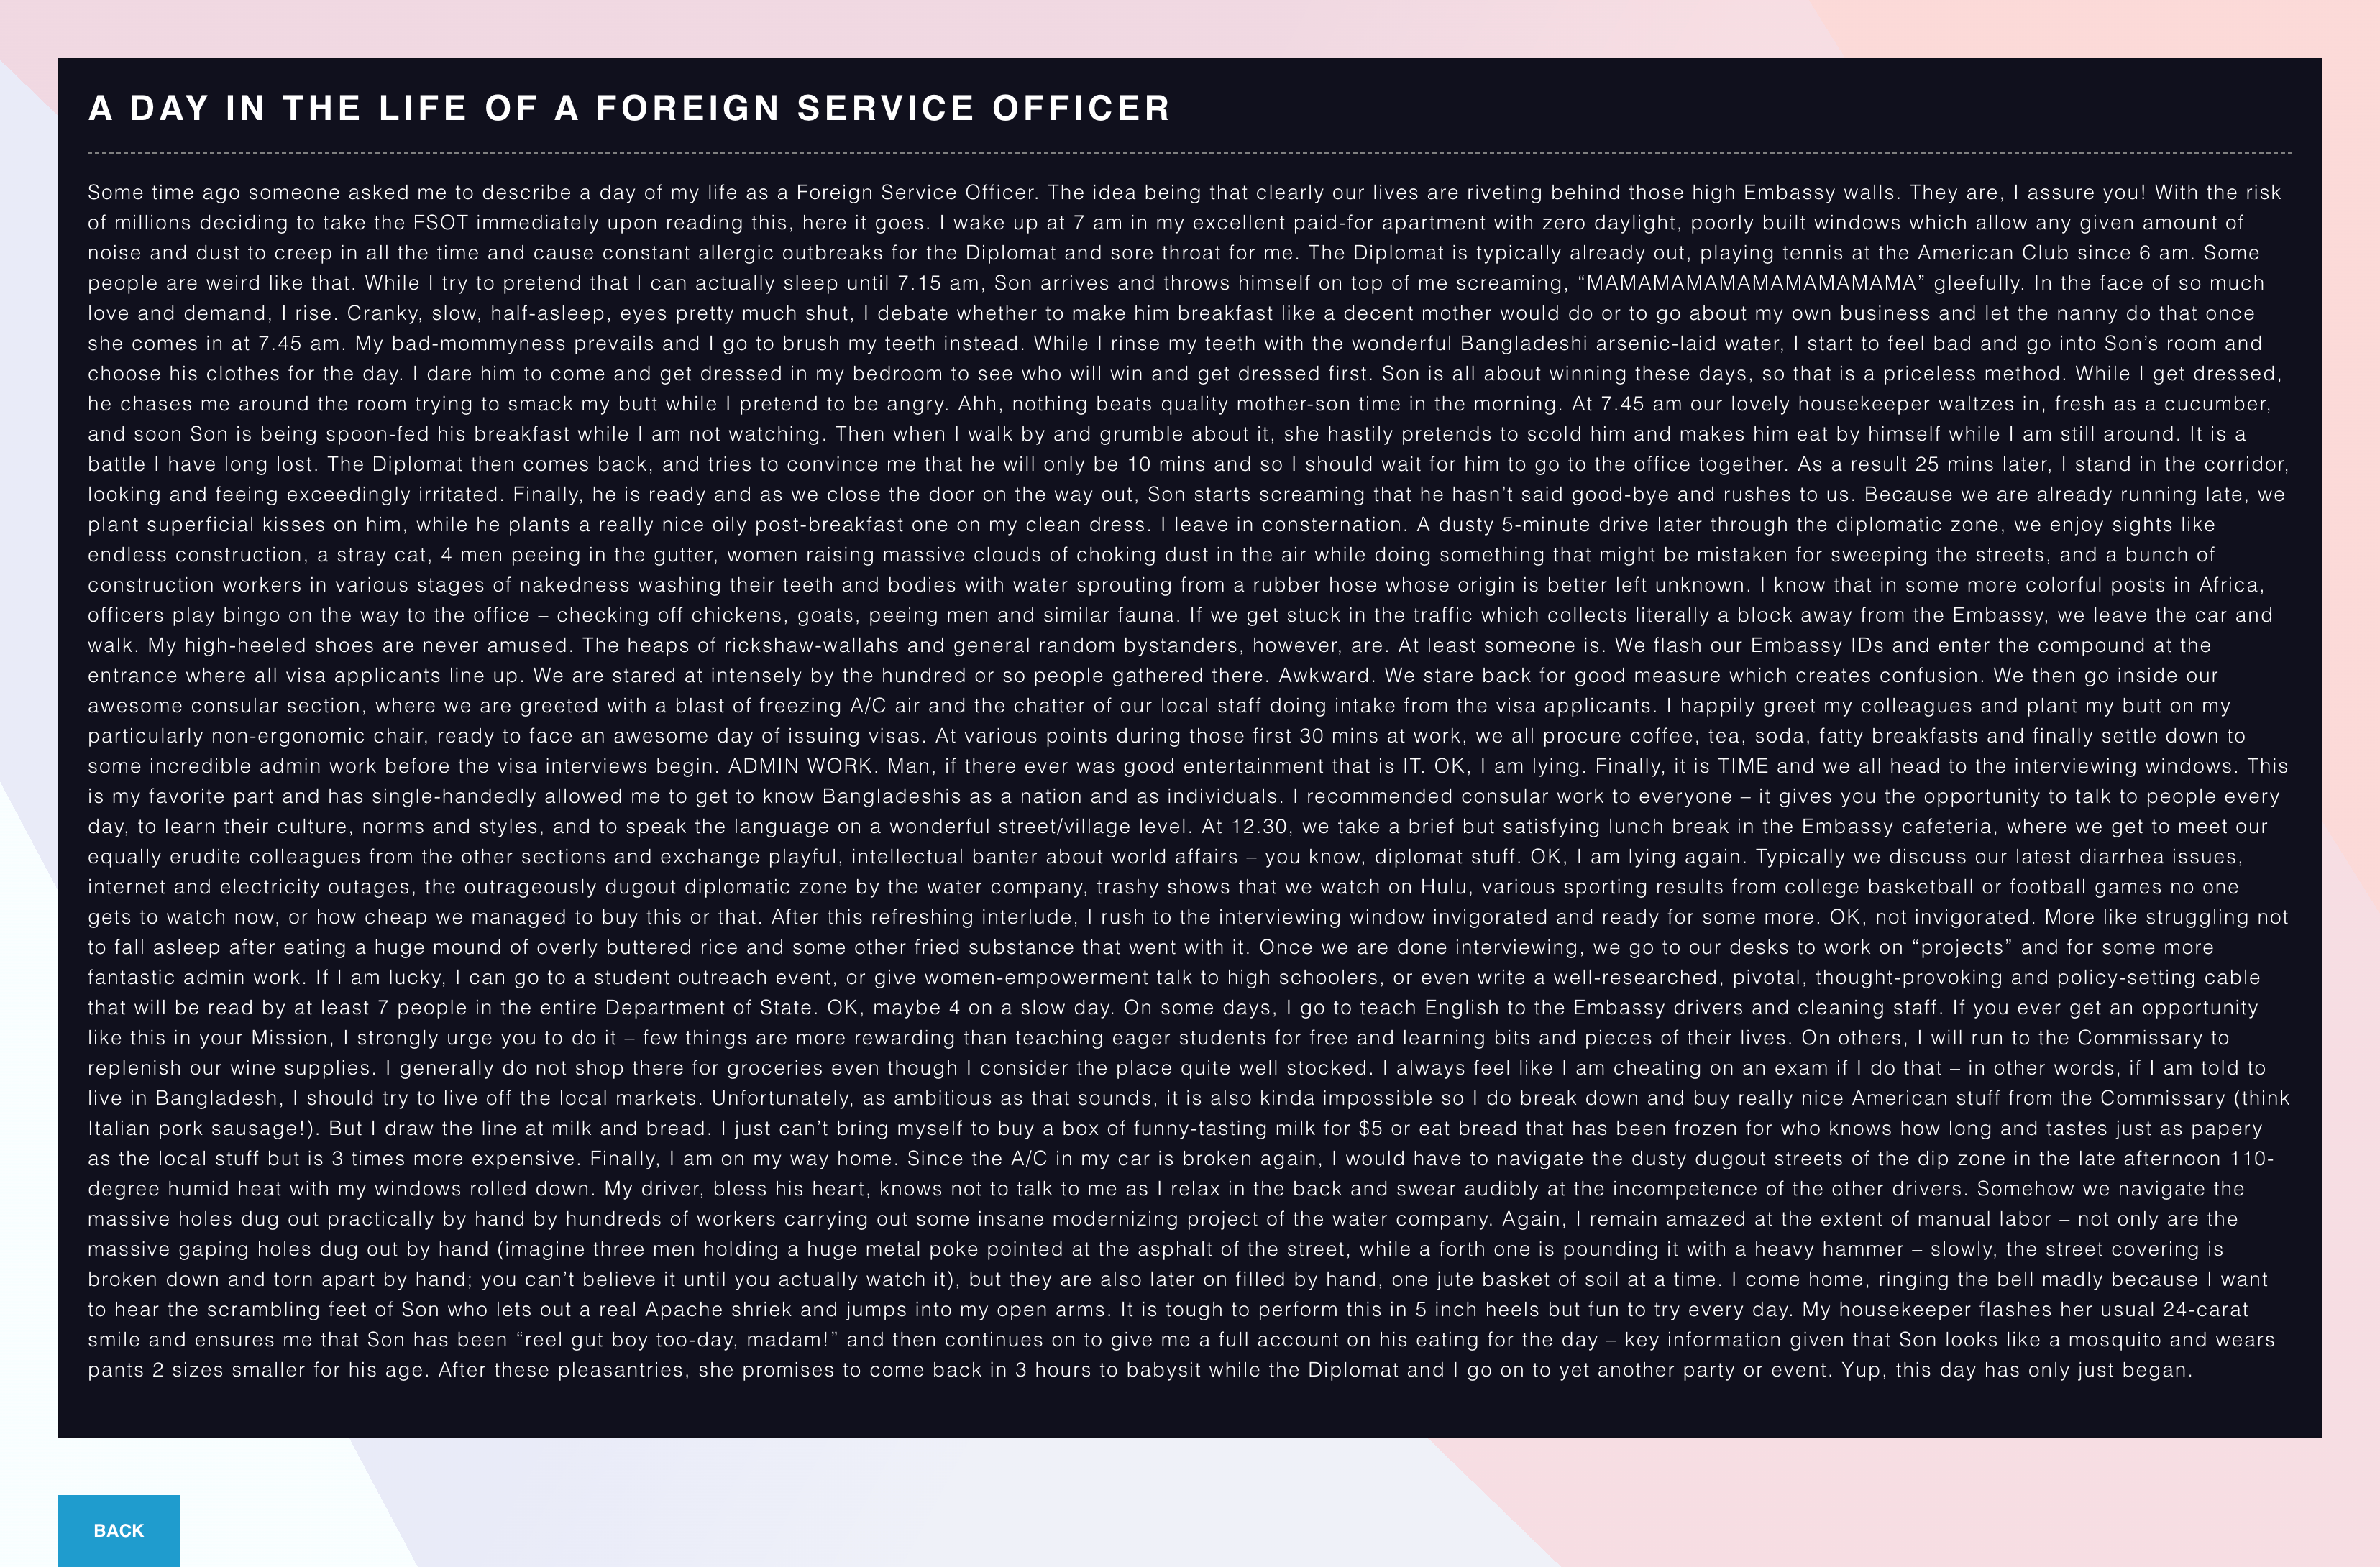 A DAY IN THE LIFE OF A FOREIGN SERVICE OFFICER
Some time ago someone asked me to describe a day of my life as a Foreign Service Officer. The idea being that clearly our lives are riveting behind those high Embassy walls. They are, I assure you! With the risk
of millions deciding to take the FSOT immediately upon reading this, here it goes. I wake up at 7 am in my excellent paid-for apartment with zero daylight, poorly built windows which allow any given amount of
noise and dust to creep in all the time and cause constant allergic outbreaks for the Diplomat and sore throat for me. The Diplomat is typically already out, playing tennis at the American Club since 6 am. Some
people are weird like that. While I try to pretend that I can actually sleep until 7.15 am, Son arrives and throws himself on top of me screaming, “MAMAMAMAMAMAMAMAMAMA” gleefully. In the face of so much
love and demand, I rise. Cranky, slow, half-asleep, eyes pretty much shut, I debate whether to make him breakfast like a decent mother would do or to go about my own business and let the nanny do that once
she comes in at 7.45 am. My bad-mommyness prevails and I go to brush my teeth instead. While I rinse my teeth with the wonderful Bangladeshi arsenic-laid water, I start to feel bad and go into Son’s room and
choose his clothes for the day. I dare him to come and get dressed in my bedroom to see who will win and get dressed first. Son is all about winning these days, so that is a priceless method. While I get dressed,
he chases me around the room trying to smack my butt while I pretend to be angry. Ahh, nothing beats quality mother-son time in the morning. At 7.45 am our lovely housekeeper waltzes in, fresh as a cucumber,
and soon Son is being spoon-fed his breakfast while I am not watching. Then when I walk by and grumble about it, she hastily pretends to scold him and makes him eat by himself while I am still around. It is a
battle I have long lost. The Diplomat then comes back, and tries to convince me that he will only be 10 mins and so I should wait for him to go to the office together. As a result 25 mins later, I stand in the corridor,
looking and feeing exceedingly irritated. Finally, he is ready and as we close the door on the way out, Son starts screaming that he hasn’t said good-bye and rushes to us. Because we are already running late, we
plant superficial kisses on him, while he plants a really nice oily post-breakfast one on my clean dress. I leave in consternation. A dusty 5-minute drive later through the diplomatic zone, we enjoy sights like
endless construction, a stray cat, 4 men peeing in the gutter, women raising massive clouds of choking dust in the air while doing something that might be mistaken for sweeping the streets, and a bunch of
construction workers in various stages of nakedness washing their teeth and bodies with water sprouting from a rubber hose whose origin is better left unknown. I know that in some more colorful posts in Africa,
officers play bingo on the way to the office – checking off chickens, goats, peeing men and similar fauna. If we get stuck in the traffic which collects literally a block away from the Embassy, we leave the car and
walk. My high-heeled shoes are never amused. The heaps of rickshaw-wallahs and general random bystanders, however, are. At least someone is. We flash our Embassy IDs and enter the compound at the
entrance where all visa applicants line up. We are stared at intensely by the hundred or so people gathered there. Awkward. We stare back for good measure which creates confusion. We then go inside our
awesome consular section, where we are greeted with a blast of freezing A/C air and the chatter of our local staff doing intake from the visa applicants. I happily greet my colleagues and plant my butt on my
particularly non-ergonomic chair, ready to face an awesome day of issuing visas. At various points during those first 30 mins at work, we all procure coffee, tea, soda, fatty breakfasts and finally settle down to
some incredible admin work before the visa interviews begin. ADMIN WORK. Man, if there ever was good entertainment that is IT. OK, I am lying. Finally, it is TIME and we all head to the interviewing windows. This
is my favorite part and has single-handedly allowed me to get to know Bangladeshis as a nation and as individuals. I recommended consular work to everyone – it gives you the opportunity to talk to people every
day, to learn their culture, norms and styles, and to speak the language on a wonderful street/village level. At 12.30, we take a brief but satisfying lunch break in the Embassy cafeteria, where we get to meet our
equally erudite colleagues from the other sections and exchange playful, intellectual banter about world affairs – you know, diplomat stuff. OK, I am lying again. Typically we discuss our latest diarrhea issues,
internet and electricity outages, the outrageously dugout diplomatic zone by the water company, trashy shows that we watch on Hulu, various sporting results from college basketball or football games no one
gets to watch now, or how cheap we managed to buy this or that. After this refreshing interlude, I rush to the interviewing window invigorated and ready for some more. OK, not invigorated. More like struggling not
to fall asleep after eating a huge mound of overly buttered rice and some other fried substance that went with it. Once we are done interviewing, we go to our desks to work on “projects” and for some more
fantastic admin work. If I am lucky, I can go to a student outreach event, or give women-empowerment talk to high schoolers, or even write a well-researched, pivotal, thought-provoking and policy-setting cable
that will be read by at least 7 people in the entire Department of State. OK, maybe 4 on a slow day. On some days, I go to teach English to the Embassy drivers and cleaning staff. If you ever get an opportunity
like this in your Mission, I strongly urge you to do it – few things are more rewarding than teaching eager students for free and learning bits and pieces of their lives. On others, I will run to the Commissary to
replenish our wine supplies. I generally do not shop there for groceries even though I consider the place quite well stocked. I always feel like I am cheating on an exam if I do that – in other words, if I am told to
live in Bangladesh, I should try to live off the local markets. Unfortunately, as ambitious as that sounds, it is also kinda impossible so I do break down and buy really nice American stuff from the Commissary (think
Italian pork sausage!). But I draw the line at milk and bread. I just can’t bring myself to buy a box of funny-tasting milk for $5 or eat bread that has been frozen for who knows how long and tastes just as papery
as the local stuff but is 3 times more expensive. Finally, I am on my way home. Since the A/C in my car is broken again, I would have to navigate the dusty dugout streets of the dip zone in the late afternoon 110-
degree humid heat with my windows rolled down. My driver, bless his heart, knows not to talk to me as I relax in the back and swear audibly at the incompetence of the other drivers. Somehow we navigate the
massive holes dug out practically by hand by hundreds of workers carrying out some insane modernizing project of the water company. Again, I remain amazed at the extent of manual labor – not only are the
massive gaping holes dug out by hand (imagine three men holding a huge metal poke pointed at the asphalt of the street, while a forth one is pounding it with a heavy hammer – slowly, the street covering is
broken down and torn apart by hand; you can’t believe it until you actually watch it), but they are also later on filled by hand, one jute basket of soil at a time. I come home, ringing the bell madly because I want
to hear the scrambling feet of Son who lets out a real Apache shriek and jumps into my open arms. It is tough to perform this in 5 inch heels but fun to try every day. My housekeeper flashes her usual 24-carat
smile and ensures me that Son has been “reel gut boy too-day, madam!” and then continues on to give me a full account on his eating for the day – key information given that Son looks like a mosquito and wears
pants 2 sizes smaller for his age. After these pleasantries, she promises to come back in 3 hours to babysit while the Diplomat and I go on to yet another party or event. Yup, this day has only just began.
BACK